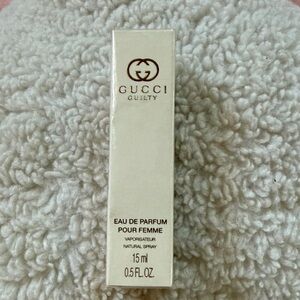 GUCCI
GUILTY
EAU DE PARFUM
POUR FEMME
VAPORISATEUR
NATURAL SPRAY
15 ml
0.5 FL.OZ.